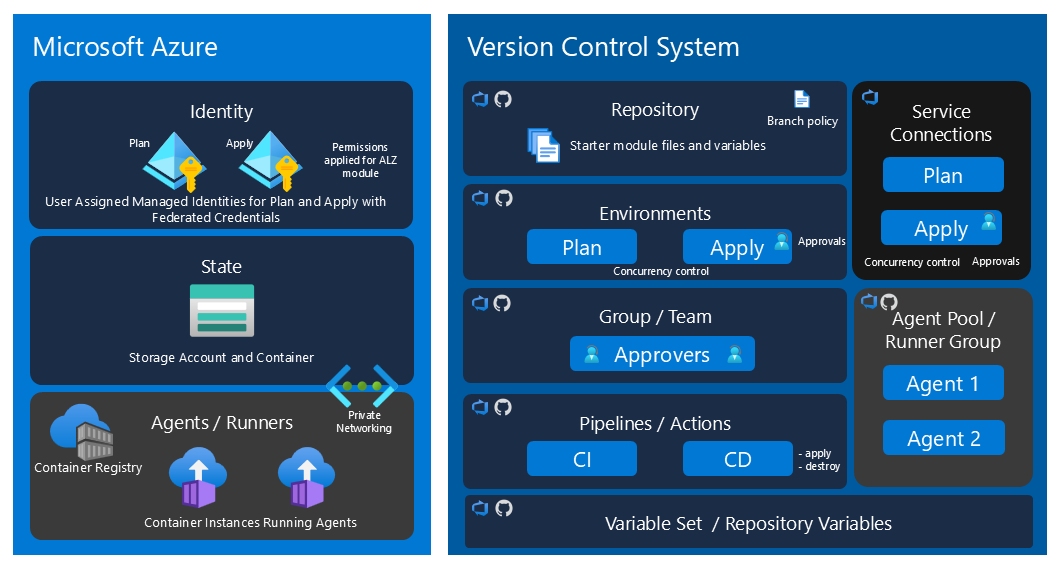 Microsoft Azure
Identity
Plan
Apply
Permissions
applied for ALZ
module
User Assigned Managed Identities for Plan and Apply with
Federated Credentials
State
Storage Account and Container
Private
Networking
Agents / Runners
Container Registry
Container Instances Running Agents
Version Control System
Repository
Branch policy
Starter module files and variables
Environments
Plan
Apply
Approvals
Concurrency control
Group / Team
Approvers
Pipelines / Actions
CI
CD
- apply
- destroy
Service
Connections
Plan
Apply
Concurrency control
Approvals
Agent Pool /
Runner Group
Agent 1
Agent 2
Variable Set / Repository Variables